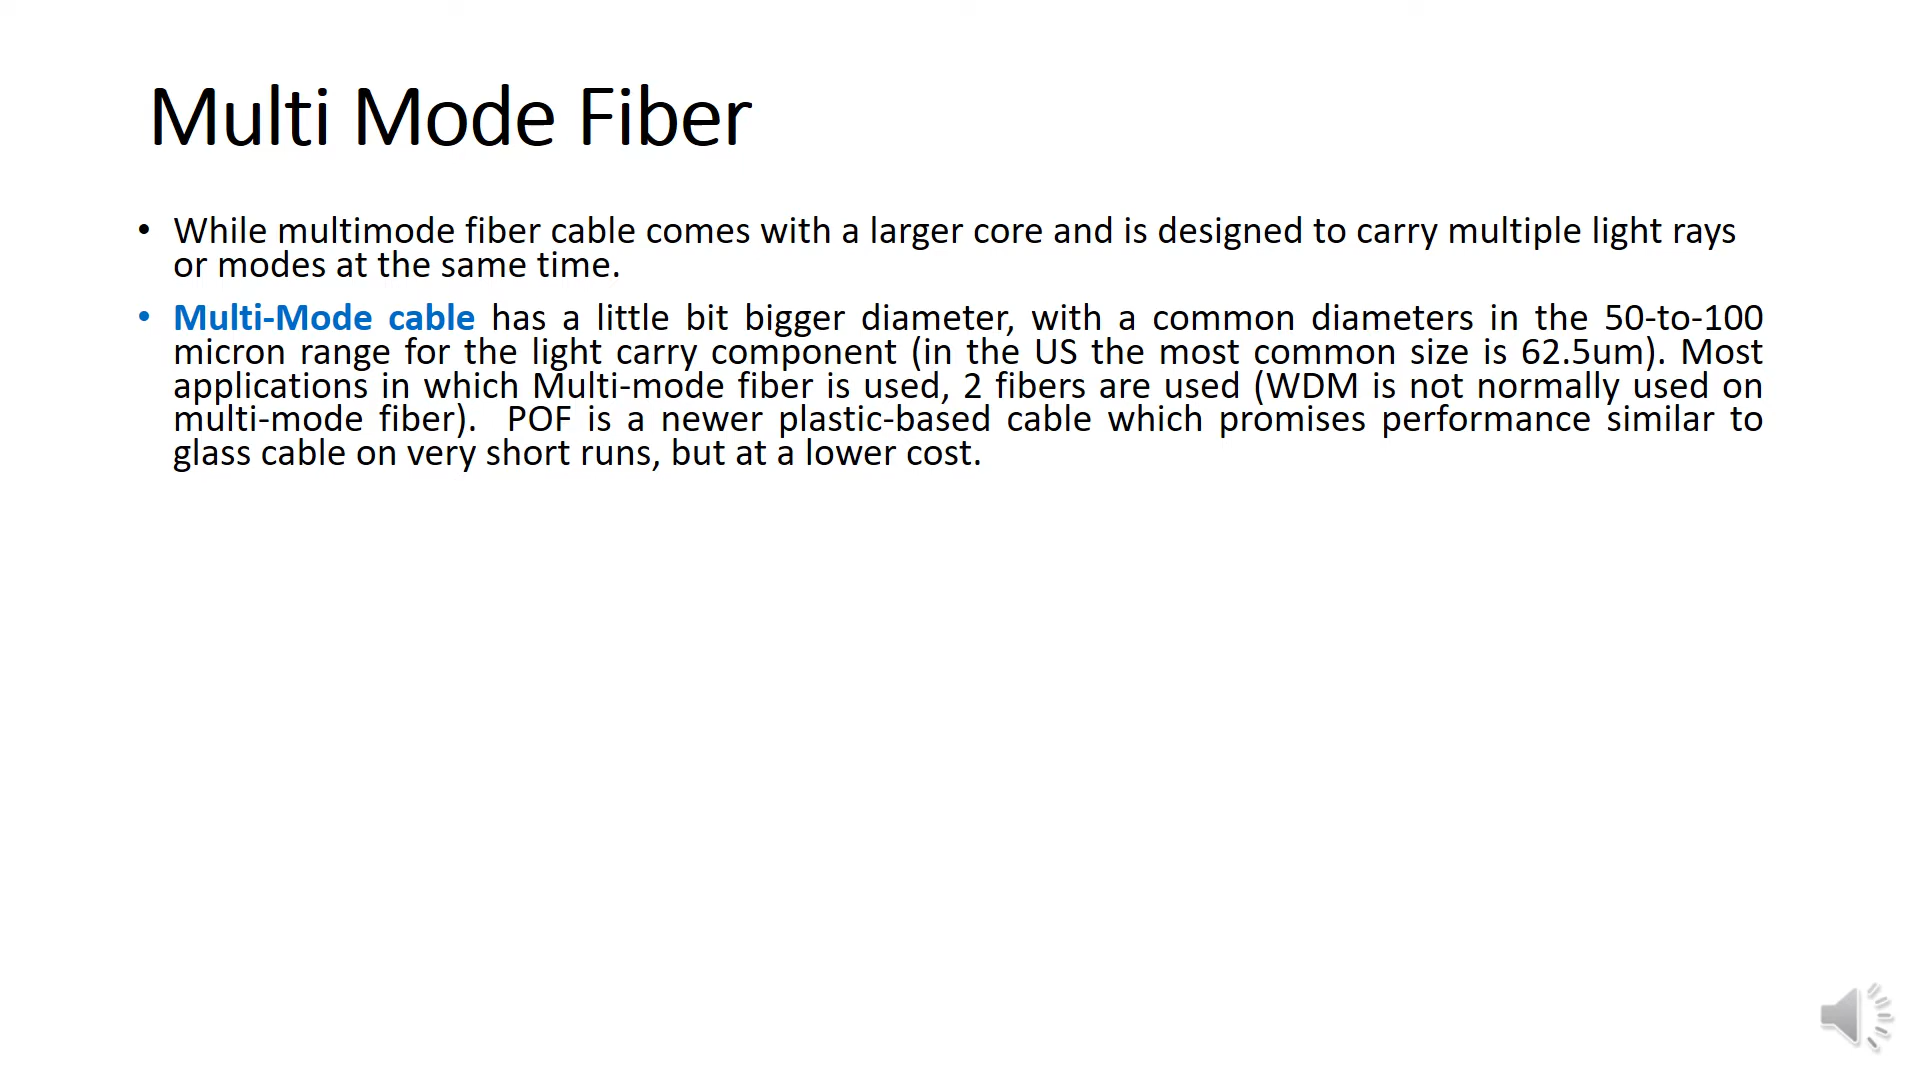 Multi Mode Fiber
• While multimode fiber cable comes with a larger core and is designed to carry multiple light rays
or modes at the same time.
• Multi-Mode cable has a little bit bigger diameter, with a common diameters in the 50-to-100
micron range for the light carry component (in the US the most common size is 62.5um). Most
applications in which Multi-mode fiber is used, 2 fibers are used (WDM is not normally used on
multi-mode fiber).  POF is a newer plastic-based cable which promises performance similar to
glass cable on very short runs, but at a lower cost.